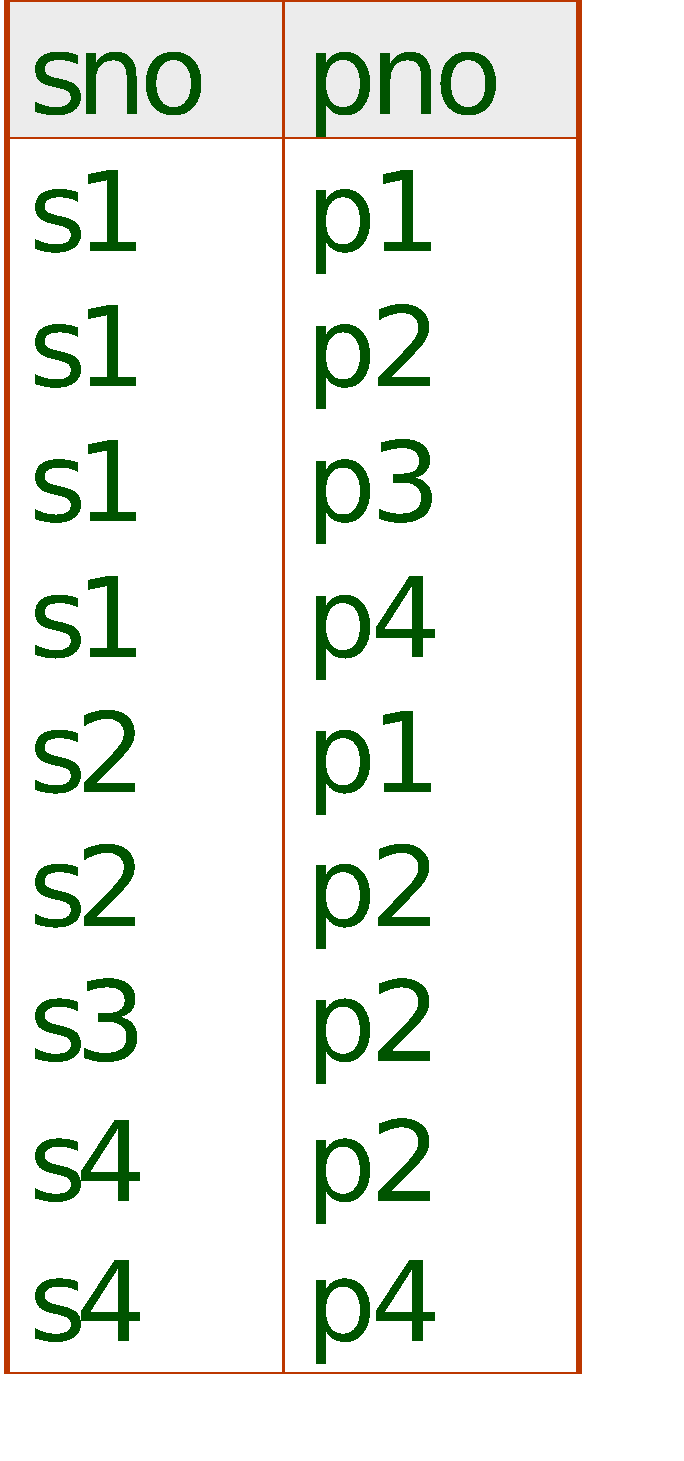 sno pno
s1 p1
s1 p2
s1 p3
s1 p4
s2 p1
s2 p2
s3 p2
s4 p2
s4 p4